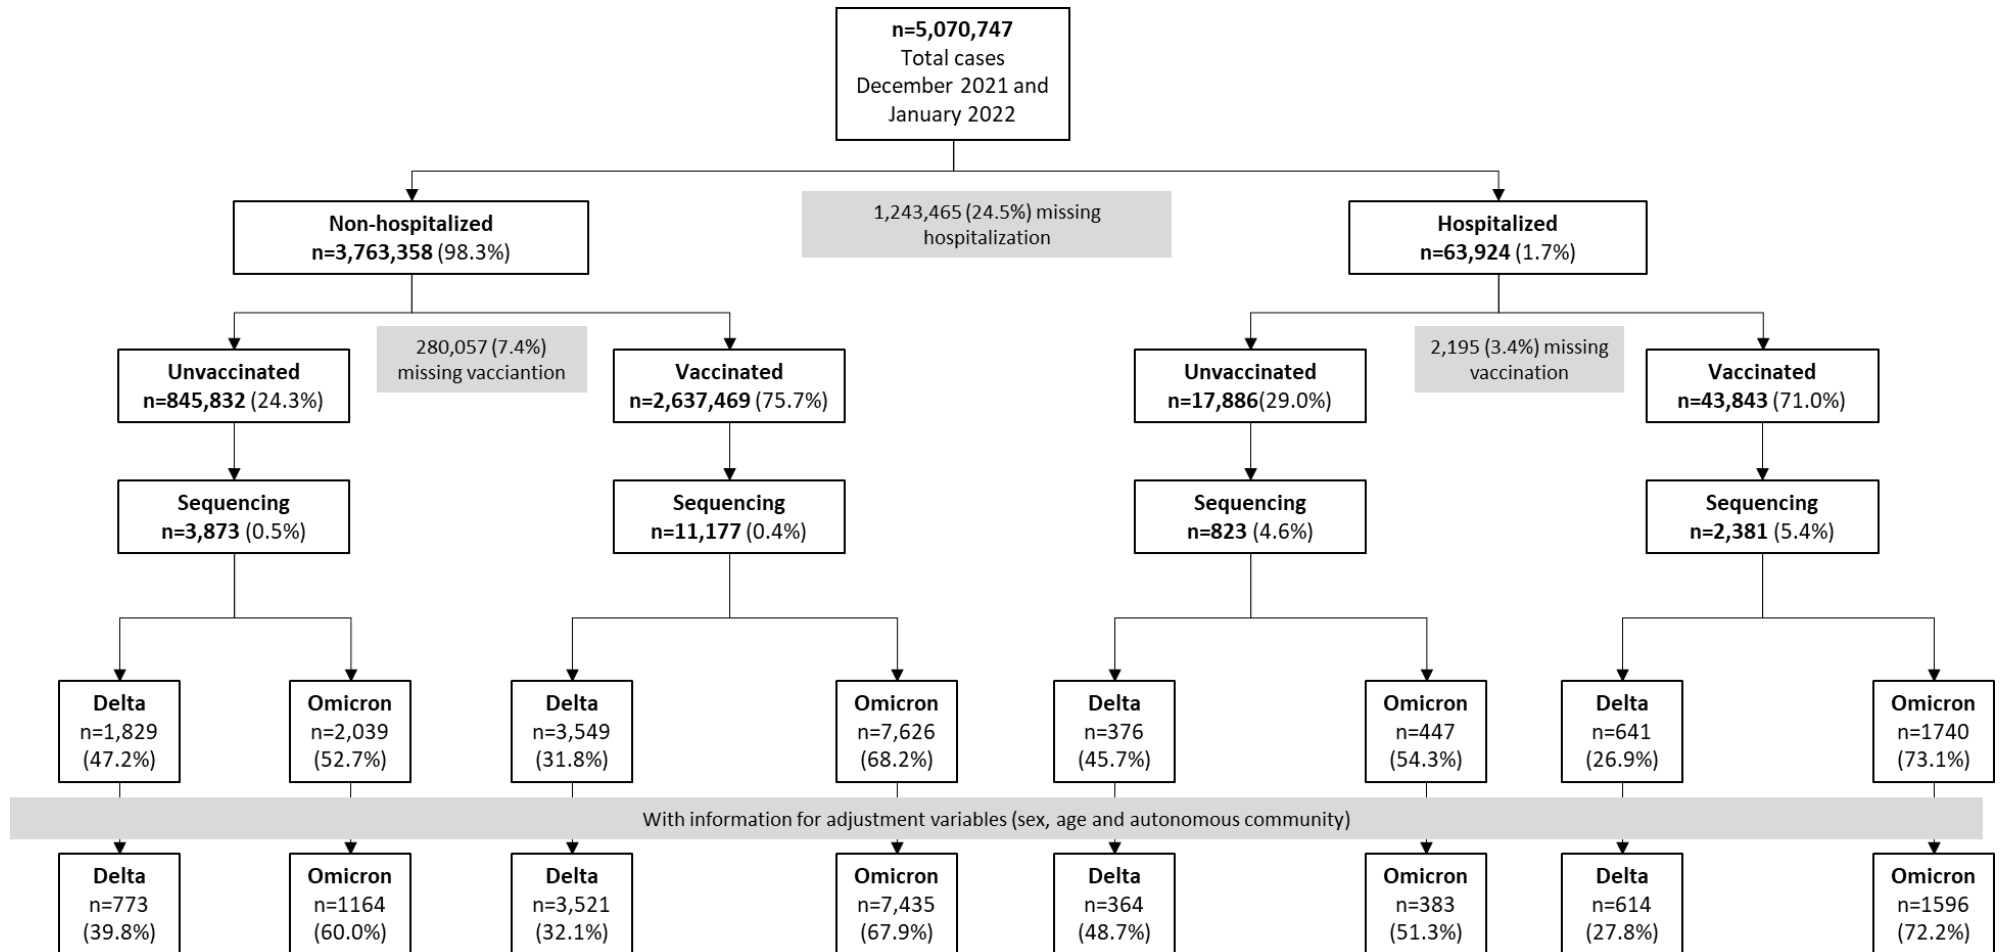 n=5,070,747
Total cases
December 2021 and
January 2022
Non-hospitalized
n=3,763,358 (98.3%)
1,243,465 (24.5%) missing
hospitalization
Hospitalized
n=63,924 (1.7%)
Unvaccinated
n=845,832 (24.3%)
280,057 (7.4%)
missing vacciantion
Vaccinated
n=2,637,469 (75.7%)
Unvaccinated
n=17,886(29.0%)
2,195 (3.4%) missing
vaccination
Vaccinated
n=43,843 (71.0%)
Sequencing
n=3,873 (0.5%)
Sequencing
n=11,177 (0.4%)
Sequencing
n=823 (4.6%)
Sequencing
n=2,381 (5.4%)
Delta
n=1,829
(47.2%)
Omicron
n=2,039
(52.7%)
Delta
n=3,549
(31.8%)
Omicron
n=7,626
(68.2%)
Delta
n=376
(45.7%)
Omicron
n=447
(54.3%)
Delta
n=641
(26.9%)
Omicron
n=1740
(73.1%)
With information for adjustment variables (sex, age and autonomous community)
Delta
n=773
(39.8%)
Omicron
n=1164
(60.0%)
Delta
n=3,521
(32.1%)
Omicron
n=7,435
(67.9%)
Delta
n=364
(48.7%)
Omicron
n=383
(51.3%)
Delta
n=614
(27.8%)
Omicron
n=1596
(72.2%)